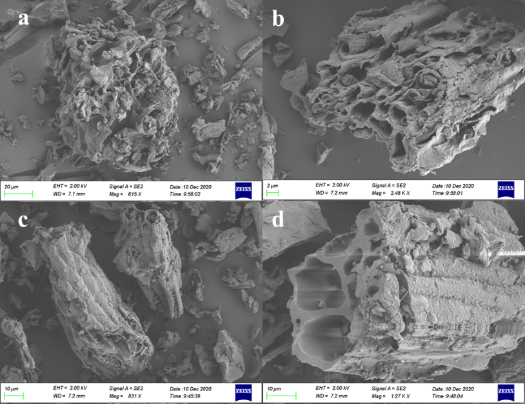 a
20 µm
EHT = 2.00 kV
WD = 7.1 mm
Signal A = SE2
Mag = 615 X
Date :10 Dec 2020
Time :9:58:02
ZEISS
b
2 µm
EHT = 2.00 kV
WD = 7.2 mm
Signal A = SE2
Mag = 2.48 K X
Date :10 Dec 2020
Time :9:56:01
ZEISS
c
10 µm
EHT = 2.00 kV
WD = 7.2 mm
Signal A = SE2
Mag = 831 X
Date :10 Dec 2020
Time :9:45:39
ZEISS
d
10 µm
EHT = 2.00 kV
WD = 7.2 mm
Signal A = SE2
Mag = 1.27 K X
Date :10 Dec 2020
Time :9:48:04
ZEISS